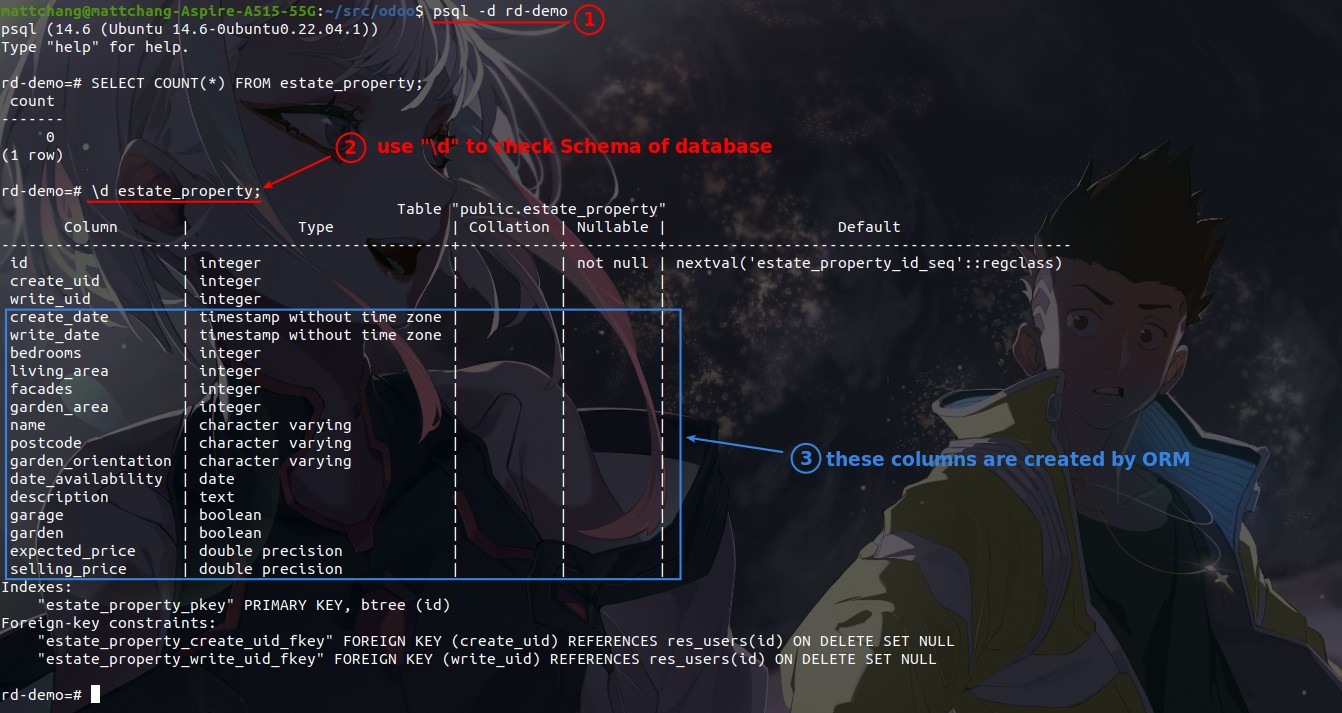 mattchang@mattchang-Aspire-A515-55G:~/src/odoo$ psql -d rd-demo ①
psql (14.6 (Ubuntu 14.6-0ubuntu0.22.04.1))
Type "help" for help.
rd-demo=# SELECT COUNT(*) FROM estate_property;
 count
-------
     0
(1 row)
② use "\d" to check Schema of database
rd-demo=# \d estate_property;
Table "public.estate_property"
Column | Type | Collation | Nullable | Default
--------------------+-----------------------------+-----------+----------+---------------------------------------------
id | integer | | not null | nextval('estate_property_id_seq'::regclass)
create_uid | integer | | |
write_uid | integer | | |
create_date | timestamp without time zone | | |
write_date | timestamp without time zone | | |
bedrooms | integer | | |
living_area | integer | | |
facades | integer | | |
garden_area | integer | | |
name | character varying | | |
postcode | character varying | | |
garden_orientation | character varying | | |
③ these columns are created by ORM
date_availability | date | | |
description | text | | |
garage | boolean | | |
garden | boolean | | |
expected_price | double precision | | |
selling_price | double precision | | |
Indexes:
    "estate_property_pkey" PRIMARY KEY, btree (id)
Foreign-key constraints:
    "estate_property_create_uid_fkey" FOREIGN KEY (create_uid) REFERENCES res_users(id) ON DELETE SET NULL
    "estate_property_write_uid_fkey" FOREIGN KEY (write_uid) REFERENCES res_users(id) ON DELETE SET NULL
rd-demo=#